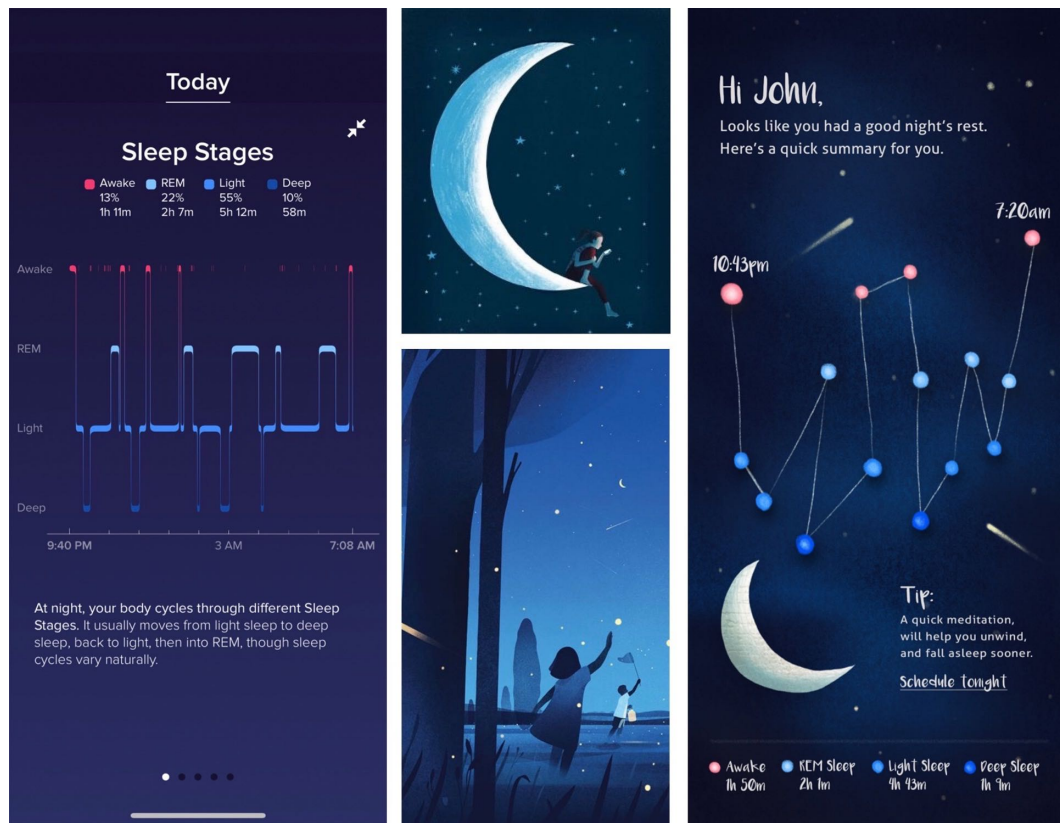 Today
Sleep Stages
Awake REM Light Deep
13% 22% 55% 10%
1h 11m 2h 7m 5h 12m 58m
Awake
REM
Light
Deep
9:40 PM 3 AM 7:08 AM
At night, your body cycles through different Sleep
Stages. It usually moves from light sleep to deep
sleep, back to light, then into REM, though sleep
cycles vary naturally.
Hi John,
Looks like you had a good night's rest.
Here's a quick summary for you.
7:20am
10:43pm
Tip:
A quick meditation,
will help you unwind,
and fall asleep sooner.
Schedule tonight
Awake REM Sleep Light Sleep Deep Sleep
1h 50m 2h 1m 4h 43m 1h 9m